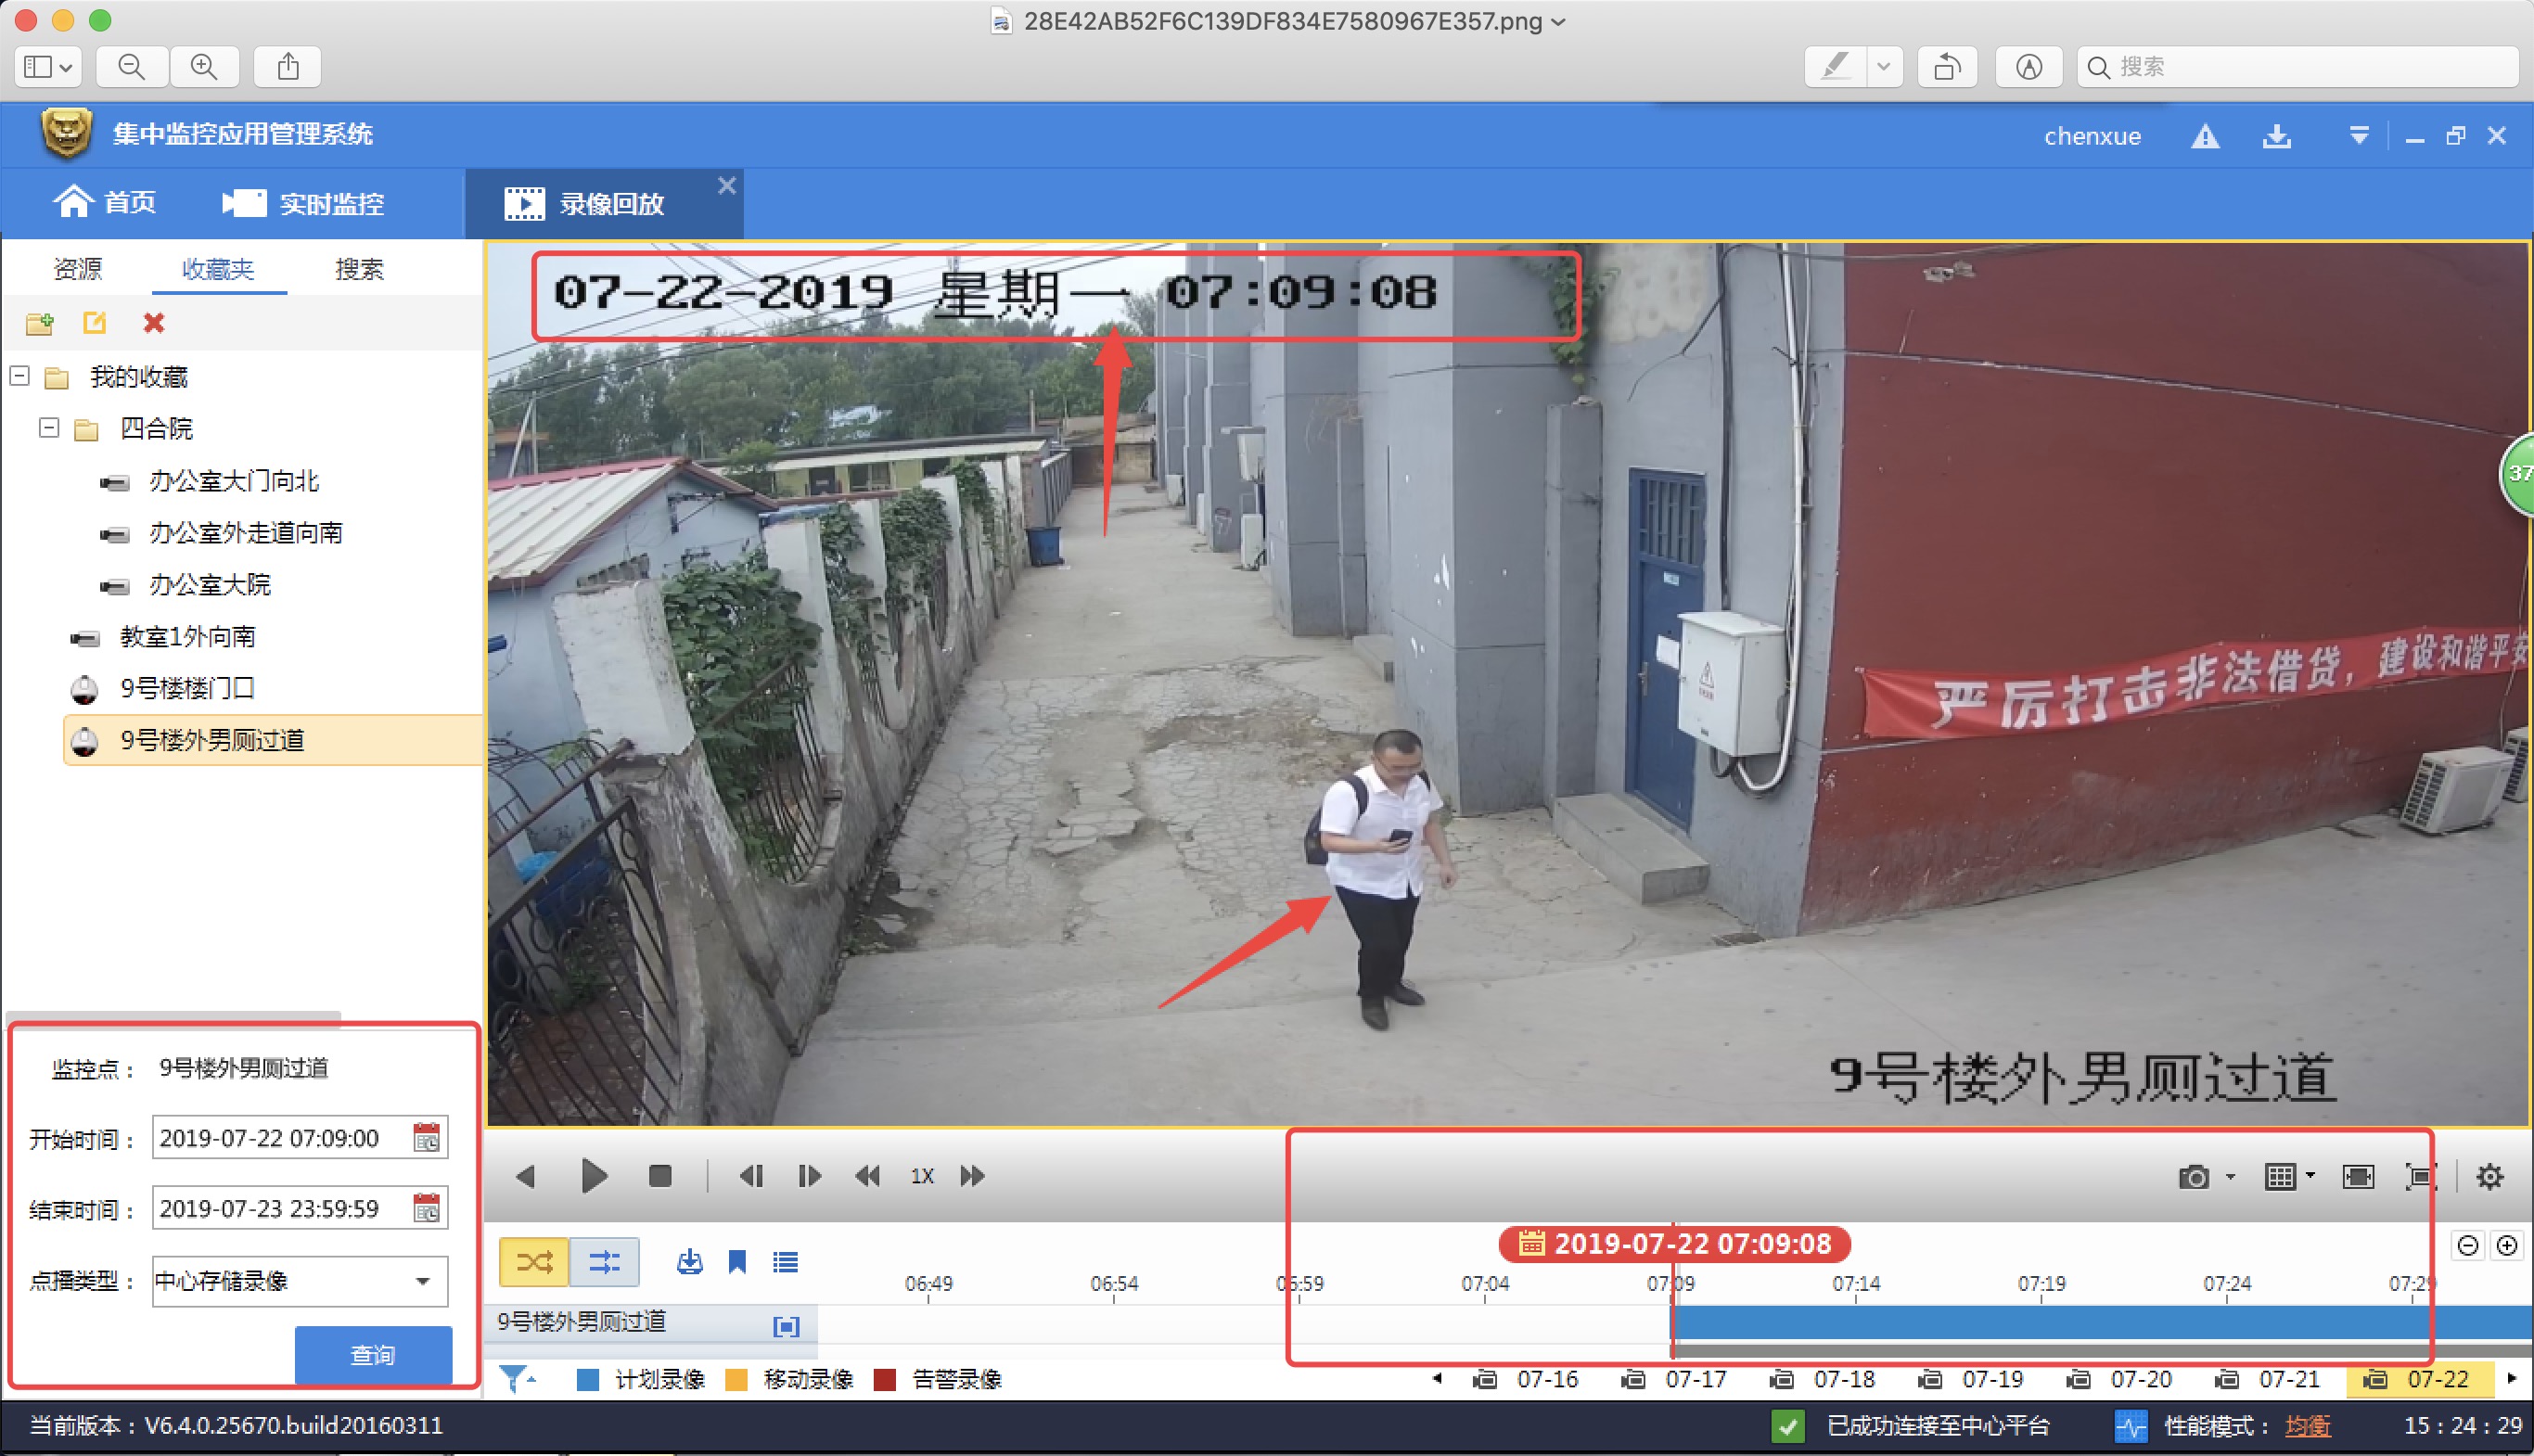 28E42AB52F6C139DF834E7580967E357.png
搜索
集中监控应用管理系统
chenxue
首页
实时监控
录像回放
资源
收藏夹
搜索
我的收藏
四合院
办公室大门向北
办公室外走道向南
办公室大院
教室1外向南
9号楼楼门口
9号楼外男厕过道
07-22-2019 星期一 07:09:08
37
严厉打击非法借贷，建设和谐平安
9号楼外男厕过道
监控点： 9号楼外男厕过道
开始时间： 2019-07-22 07:09:00
结束时间： 2019-07-23 23:59:59
点播类型： 中心存储录像
查询
1X
2019-07-22 07:09:08
06:49 06:54 06:59 07:04 07:09 07:14 07:19 07:24 07:29
9号楼外男厕过道
计划录像 移动录像 告警录像
07-16 07-17 07-18 07-19 07-20 07-21 07-22
当前版本：V6.4.0.25670.build20160311
已成功连接至中心平台
性能模式：均衡
15:24:29